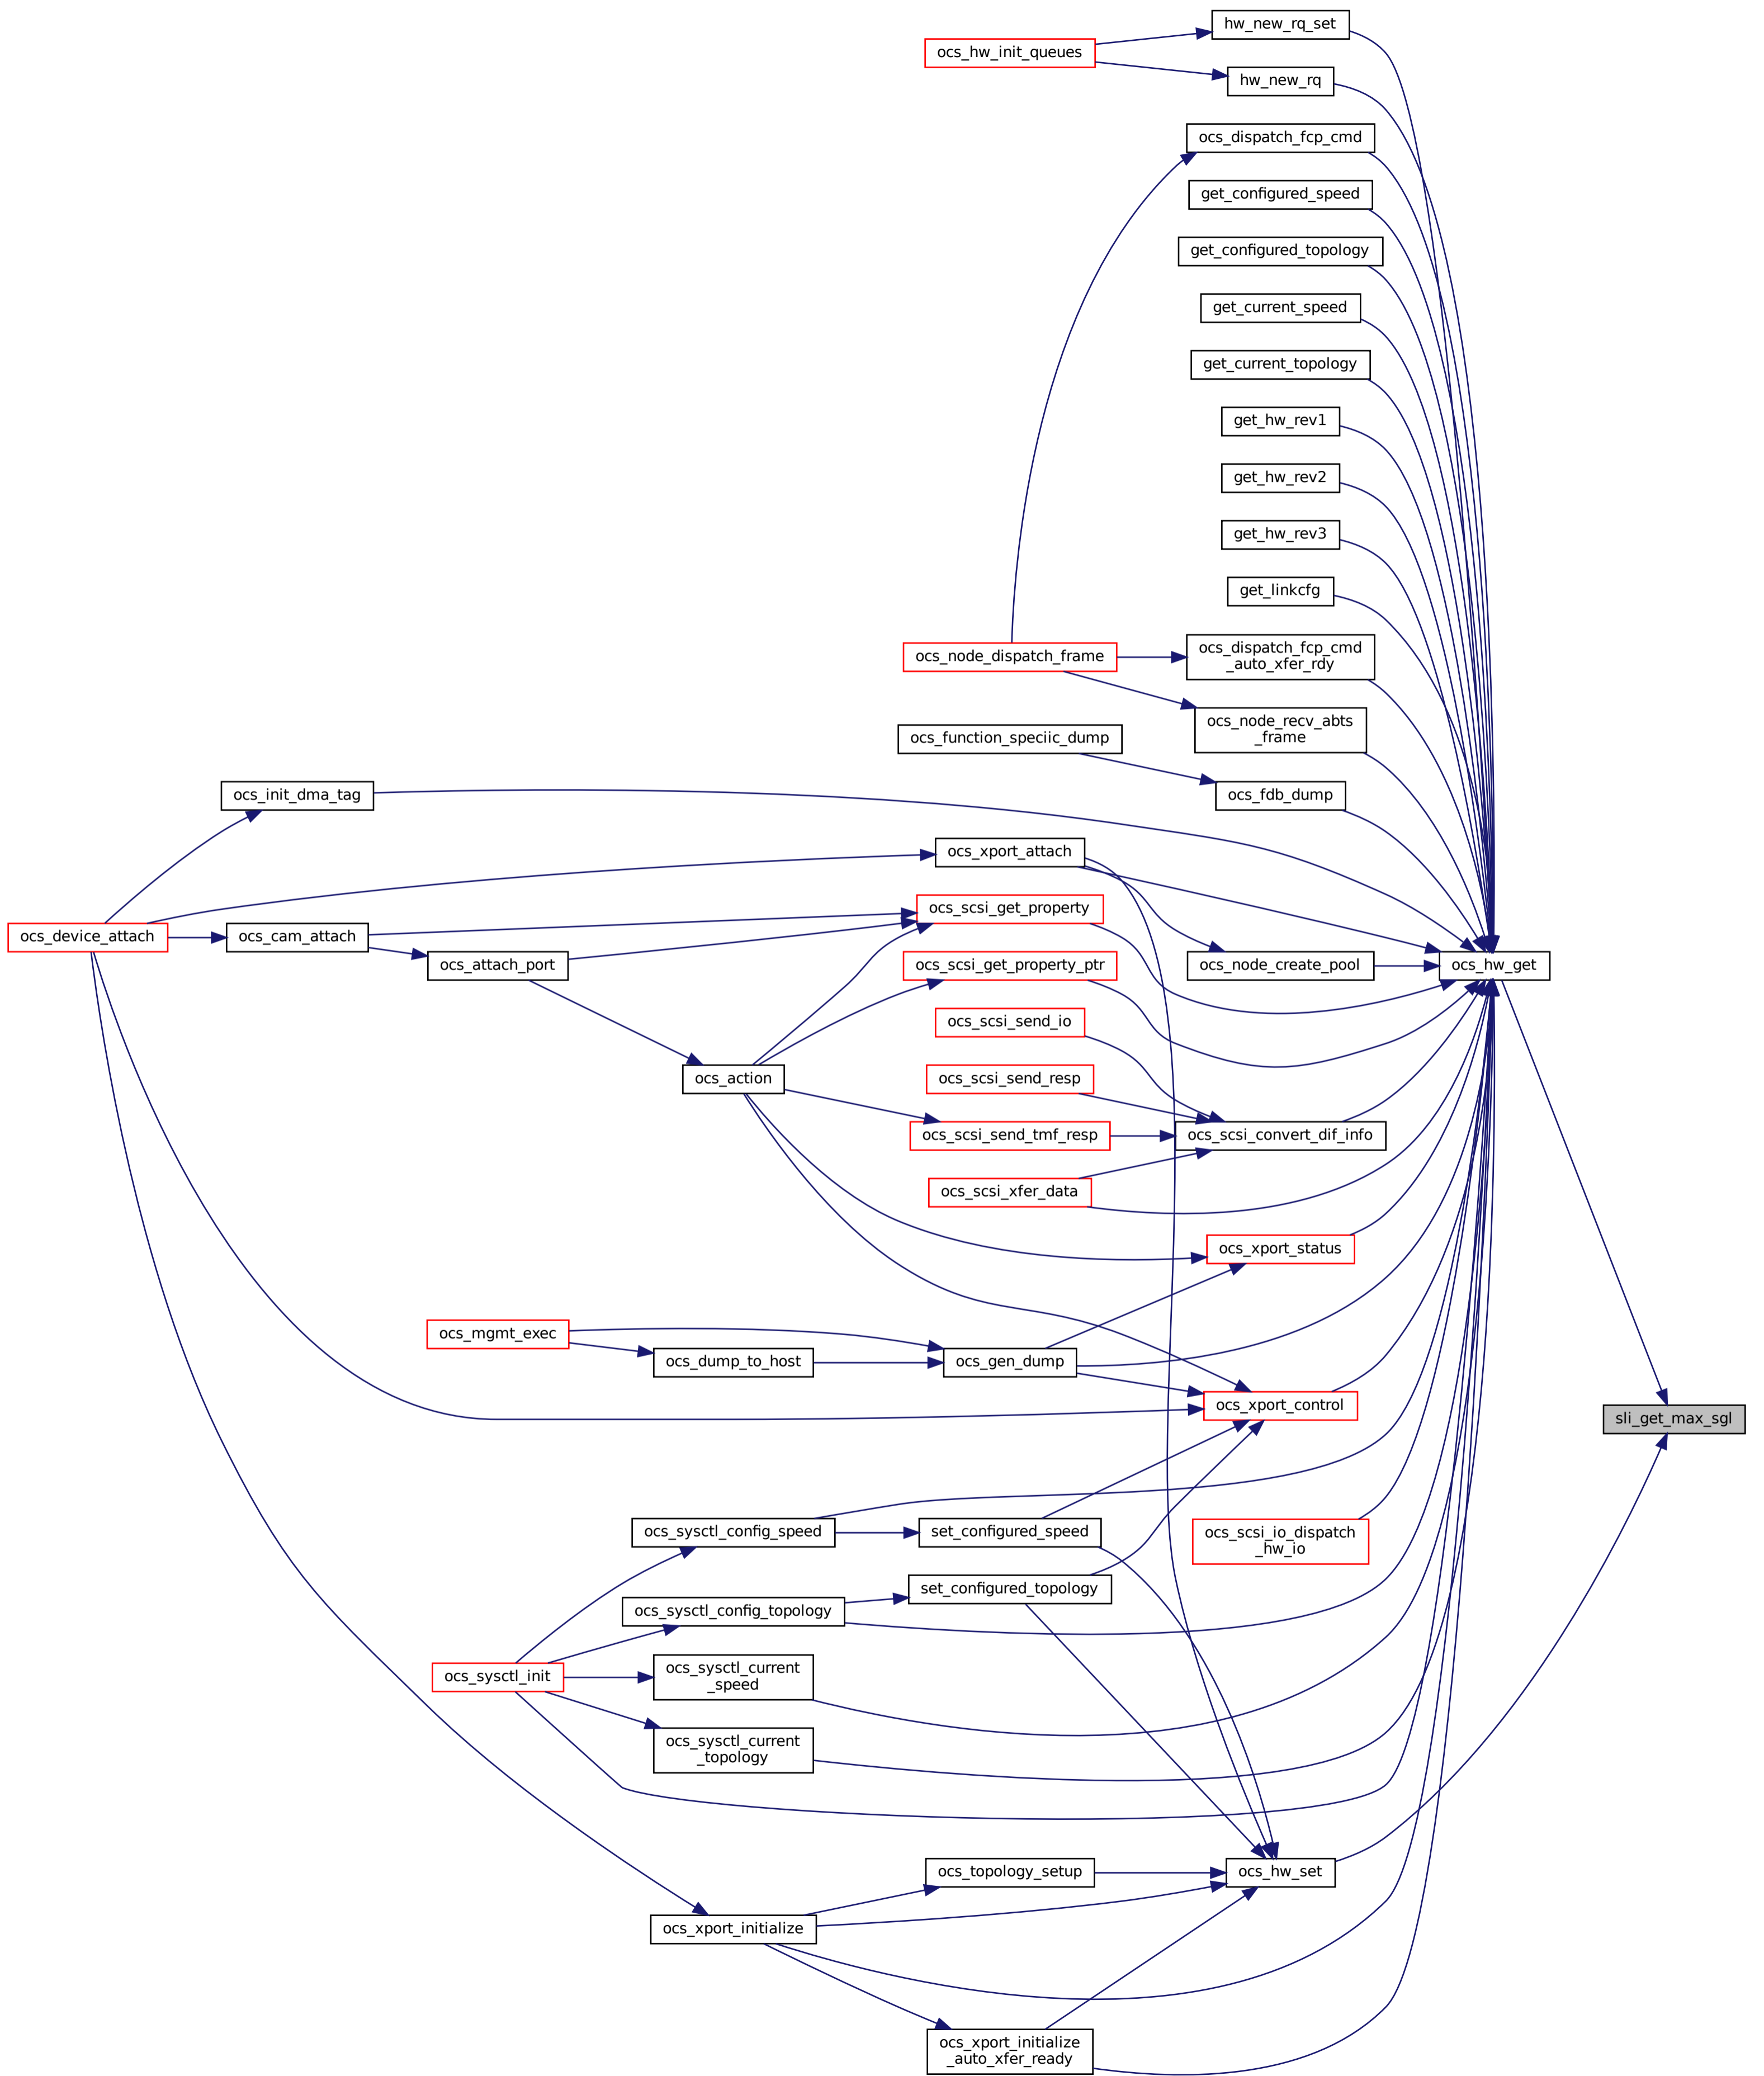 hw_new_rq_set
ocs_hw_init_queues
hw_new_rq
ocs_dispatch_fcp_cmd
get_configured_speed
get_configured_topology
get_current_speed
get_current_topology
get_hw_rev1
get_hw_rev2
get_hw_rev3
get_linkcfg
ocs_node_dispatch_frame
ocs_dispatch_fcp_cmd
_auto_xfer_rdy
ocs_node_recv_abts
_frame
ocs_function_speciic_dump
ocs_init_dma_tag
ocs_fdb_dump
ocs_xport_attach
ocs_scsi_get_property
ocs_device_attach
ocs_cam_attach
ocs_attach_port
ocs_scsi_get_property_ptr
ocs_node_create_pool
ocs_hw_get
ocs_scsi_send_io
ocs_action
ocs_scsi_send_resp
ocs_scsi_send_tmf_resp
ocs_scsi_convert_dif_info
ocs_scsi_xfer_data
ocs_xport_status
ocs_mgmt_exec
ocs_dump_to_host
ocs_gen_dump
ocs_xport_control
sli_get_max_sgl
ocs_sysctl_config_speed
set_configured_speed
ocs_scsi_io_dispatch
_hw_io
set_configured_topology
ocs_sysctl_config_topology
ocs_sysctl_init
ocs_sysctl_current
_speed
ocs_sysctl_current
_topology
ocs_topology_setup
ocs_hw_set
ocs_xport_initialize
ocs_xport_initialize
_auto_xfer_ready